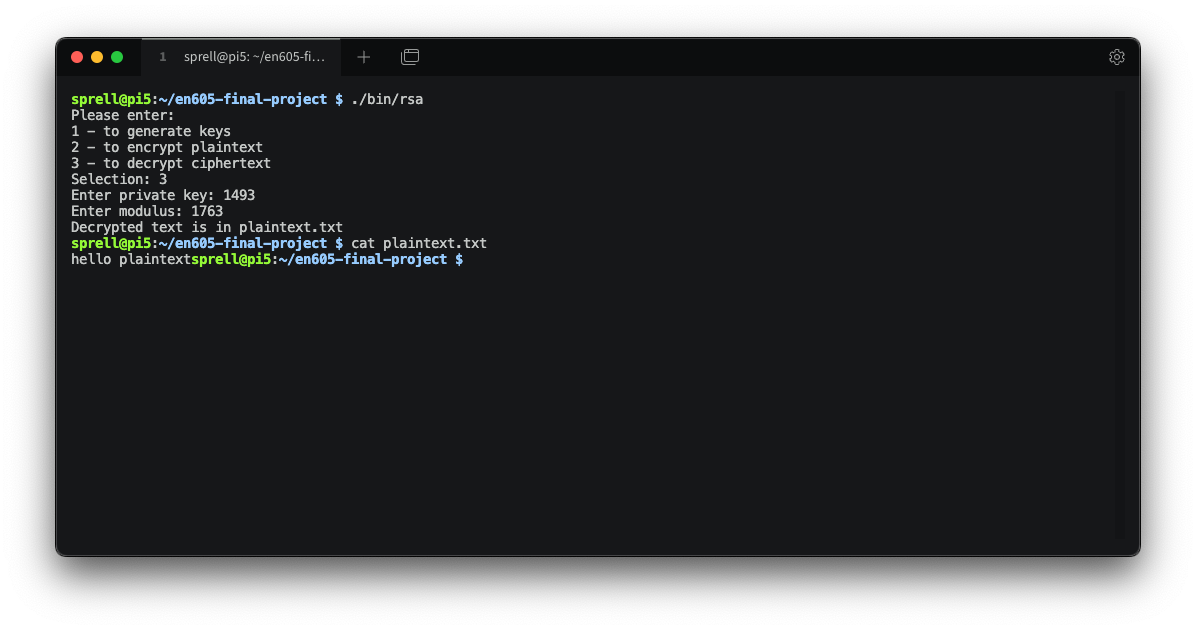 1 sprell@pi5: ~/en605-fi...
sprell@pi5:~/en605-final-project $ ./bin/rsa
Please enter:
1 - to generate keys
2 - to encrypt plaintext
3 - to decrypt ciphertext
Selection: 3
Enter private key: 1493
Enter modulus: 1763
Decrypted text is in plaintext.txt
sprell@pi5:~/en605-final-project $ cat plaintext.txt
hello plaintextsprell@pi5:~/en605-final-project $